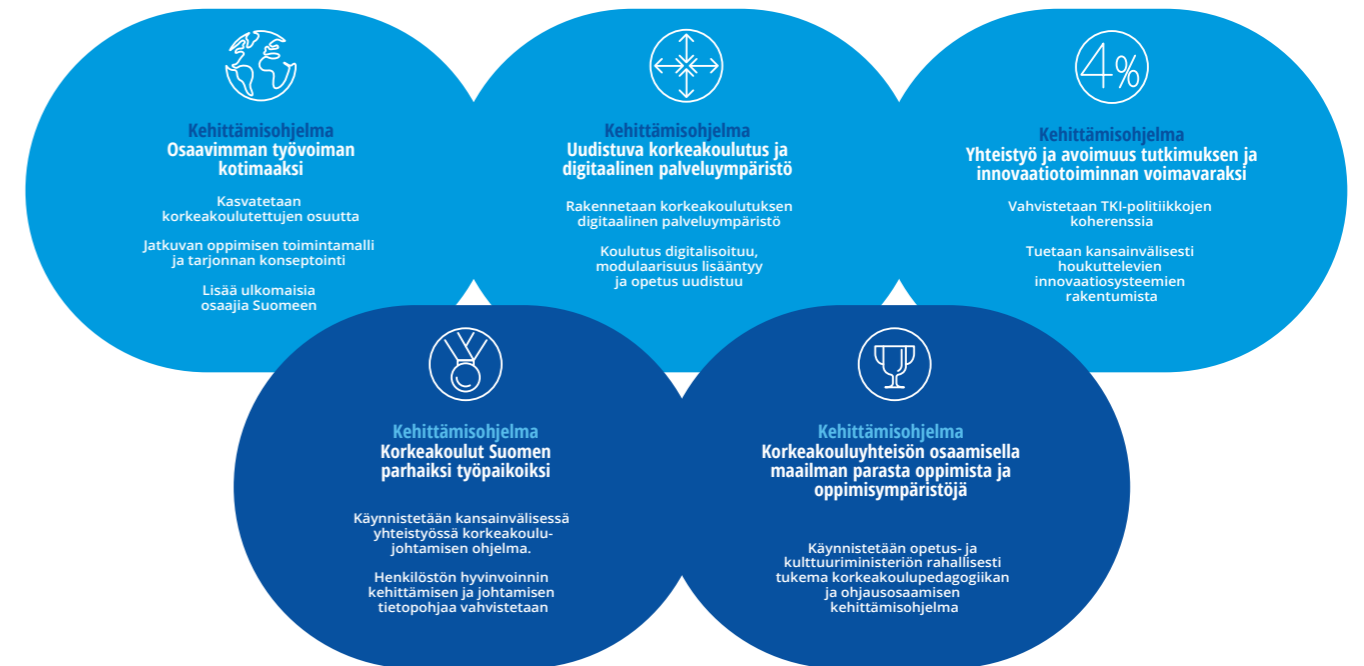 Kehittämisohjelma
Osaavimman työvoiman
kotimaaksi
Kasvatetaan
korkeakoulutettujen osuutta
Jatkuvan oppimisen toimintamalli
ja tarjonnan konseptointi
Lisää ulkomaisia
osaajia Suomeen
Kehittämisohjelma
Uudistuva korkeakoulutus ja
digitaalinen palveluympäristö
Rakennetaan korkeakoulutuksen
digitaalinen palveluympäristö
Koulutus digitalisoituu,
modulaarisuus lisääntyy
ja opetus uudistuu
4%
Kehittämisohjelma
Yhteistyö ja avoimuus tutkimuksen ja
innovaatiotoiminnan voimavaraksi
Vahvistetaan TKI-politiikkojen
koherenssia
Tuetaan kansainvälisesti
houkuttelevien
innovaatiosysteemien
rakentumista
Kehittämisohjelma
Korkeakoulut Suomen
parhaiksi työpaikoiksi
Käynnistetään kansainvälisessä
yhteistyössä korkeakoulu-
johtamisen ohjelma.
Henkilöstön hyvinvoinnin
kehittämisen ja johtamisen
tietopohjaa vahvistetaan
Kehittämisohjelma
Korkeakouluyhteisön osaamisella
maailman parasta oppimista ja
oppimisympäristöjä
Käynnistetään opetus- ja
kulttuuriministeriön rahallisesti
tukema korkeakoulupedagogiikan
ja ohjausosaamisen
kehittämisohjelma